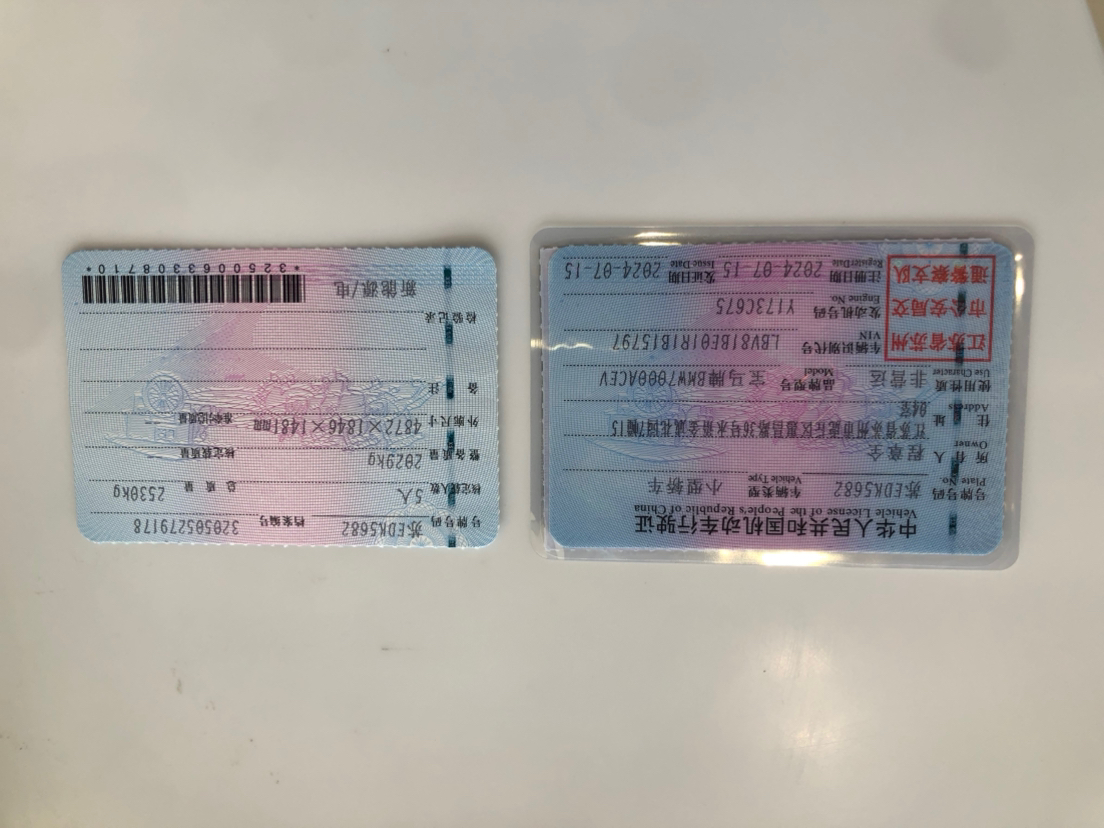 中华人民共和国机动车行驶证
Vehicle License of the People's Republic of China
号牌号码 苏EDK5682 车辆类型 小型轿车
Plate No. Vehicle Type
所有人
Owner
住址 江苏省苏州市
Address 04室
使用性质 非营运 品牌型号 宝马牌BMW7000ACEV
Use Character Model
江苏省苏州
市公安局交
通警察支队
车辆识别代号 LBV81BE01R1B15797
VIN
发动机号码 Y173C675
Engine No.
注册日期 2024-07-15 发证日期 2024-07-15
Register Date Issue Date
号牌号码 苏EDK5682 档案编号 320505279178
核定载人数 5人 总质量 2530kg
整备质量 2029kg 核定载质量
外廓尺寸 4872×1846×1481mm 准牵引总质量
备注
检验记录
新能源/电
*3250063308710*